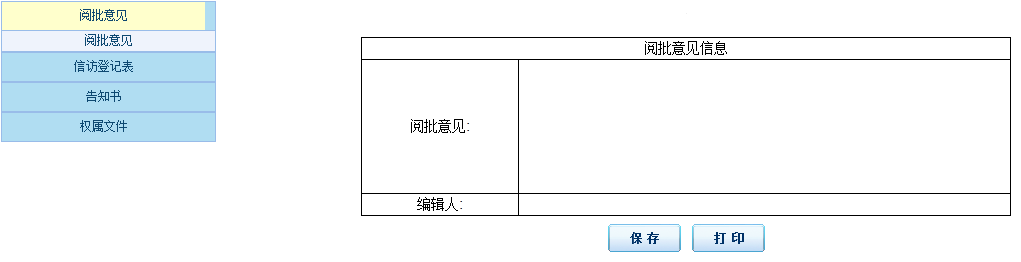 阅批意见
阅批意见
信访登记表
告知书
权属文件
阅批意见信息
阅批意见:
编辑人:
保 存
打 印